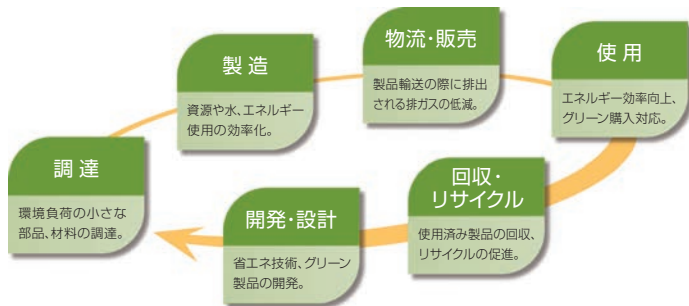 調達
環境負荷の小さな
部品、材料の調達。
製造
資源や水、エネルギー
使用の効率化。
物流・販売
製品輸送の際に排出
される排ガスの低減。
使用
エネルギー効率向上、
グリーン購入対応。
回収・
リサイクル
使用済み製品の回収、
リサイクルの促進。
開発・設計
省エネ技術、グリーン
製品の開発。